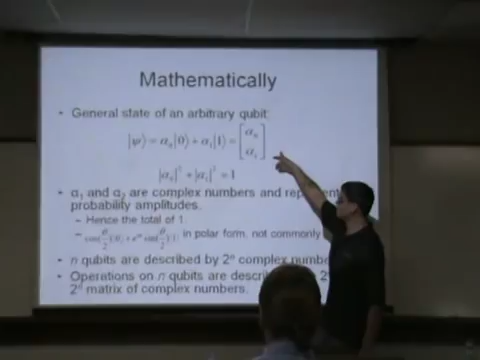 Mathematically
• General state of an arbitrary qubit:
|ψ⟩ = α₀|0⟩ + α₁|1⟩ = [α₀ α₁]
|α₀|² + |α₁|² = 1
• α₁ and α₂ are complex numbers and represent
probability amplitudes.
– Hence the total of 1.
– cos(θ/2)|0⟩ + e^{iφ} sin(θ/2)|1⟩ in polar form, not commonly
• n qubits are described by 2ⁿ complex
• Operations on n qubits are
2ⁿ matrix of complex numbers.